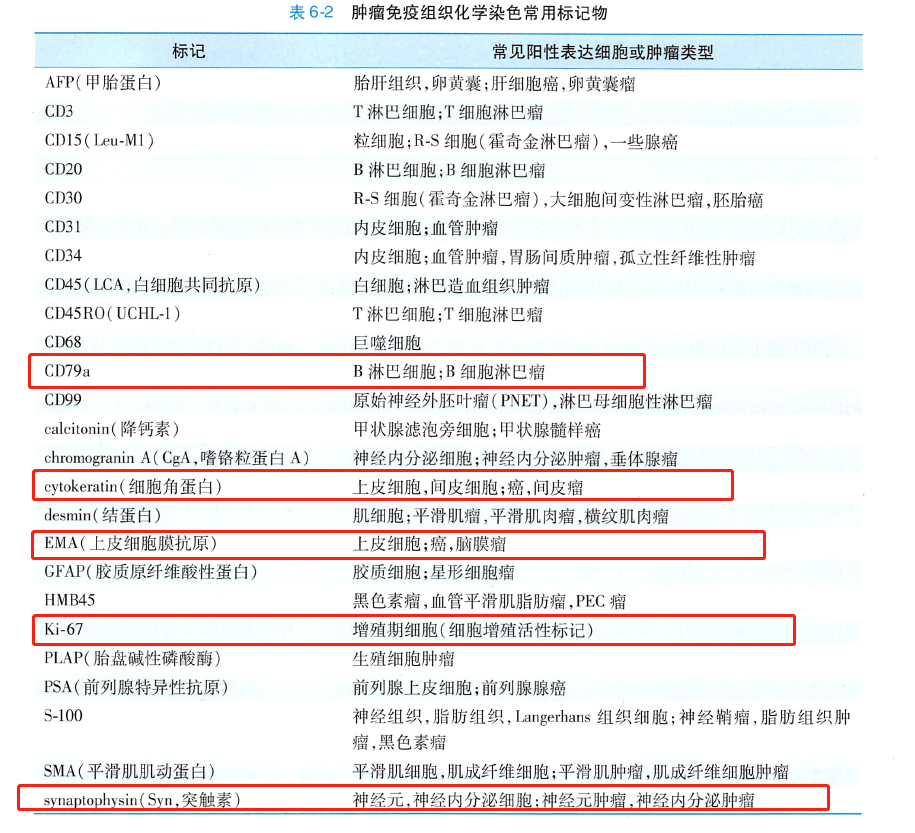 表 6-2 肿瘤免疫组织化学染色常用标记物
标记 常见阳性表达细胞或肿瘤类型
AFP(甲胎蛋白) 胎肝组织,卵黄囊;肝细胞癌,卵黄囊瘤
CD3 T 淋巴细胞;T 细胞淋巴瘤
CD15(Leu-M1) 粒细胞;R-S 细胞(霍奇金淋巴瘤),一些腺癌
CD20 B 淋巴细胞;B 细胞淋巴瘤
CD30 R-S 细胞(霍奇金淋巴瘤),大细胞间变性淋巴瘤,胚胎癌
CD31 内皮细胞;血管肿瘤
CD34 内皮细胞;血管肿瘤,胃肠间质肿瘤,孤立性纤维性肿瘤
CD45(LCA,白细胞共同抗原) 白细胞;淋巴造血组织肿瘤
CD45RO(UCHL-1) T 淋巴细胞;T 细胞淋巴瘤
CD68 巨噬细胞
CD79a B 淋巴细胞;B 细胞淋巴瘤
CD99 原始神经外胚叶瘤(PNET),淋巴母细胞性淋巴瘤
calcitonin(降钙素) 甲状腺滤泡旁细胞;甲状腺髓样癌
chromogranin A(CgA,嗜铬粒蛋白 A) 神经内分泌细胞;神经内分泌肿瘤,垂体腺瘤
cytokeratin(细胞角蛋白) 上皮细胞,间皮细胞;癌,间皮瘤
desmin(结蛋白) 肌细胞;平滑肌瘤,平滑肌肉瘤,横纹肌肉瘤
EMA(上皮细胞膜抗原) 上皮细胞;癌,脑膜瘤
GFAP(胶质原纤维酸性蛋白) 胶质细胞;星形细胞瘤
HMB45 黑色素瘤,血管平滑肌脂肪瘤,PEC 瘤
Ki-67 增殖期细胞(细胞增殖活性标记)
PLAP(胎盘碱性磷酸酶) 生殖细胞肿瘤
PSA(前列腺特异性抗原) 前列腺上皮细胞;前列腺腺癌
S-100 神经组织,脂肪组织,Langerhans 组织细胞;神经鞘瘤,脂肪组织肿
瘤,黑色素瘤
SMA(平滑肌肌动蛋白) 平滑肌细胞,肌成纤维细胞;平滑肌肿瘤,肌成纤维细胞肿瘤
synaptophysin(Syn,突触素) 神经元,神经内分泌细胞;神经元肿瘤,神经内分泌肿瘤